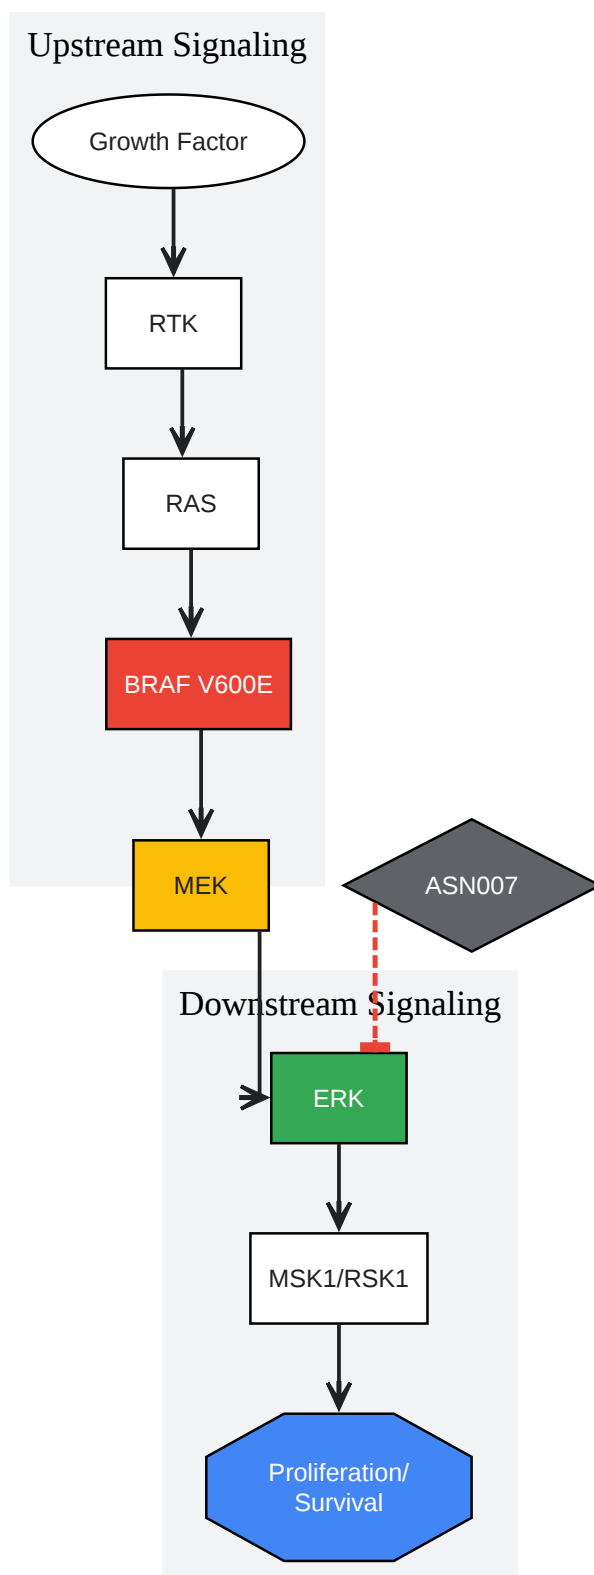 Upstream Signaling
Growth Factor
RTK
RAS
BRAF V600E
MEK
ASN007
Downstream Signaling
ERK
MSK1/RSK1
Proliferation/
Survival